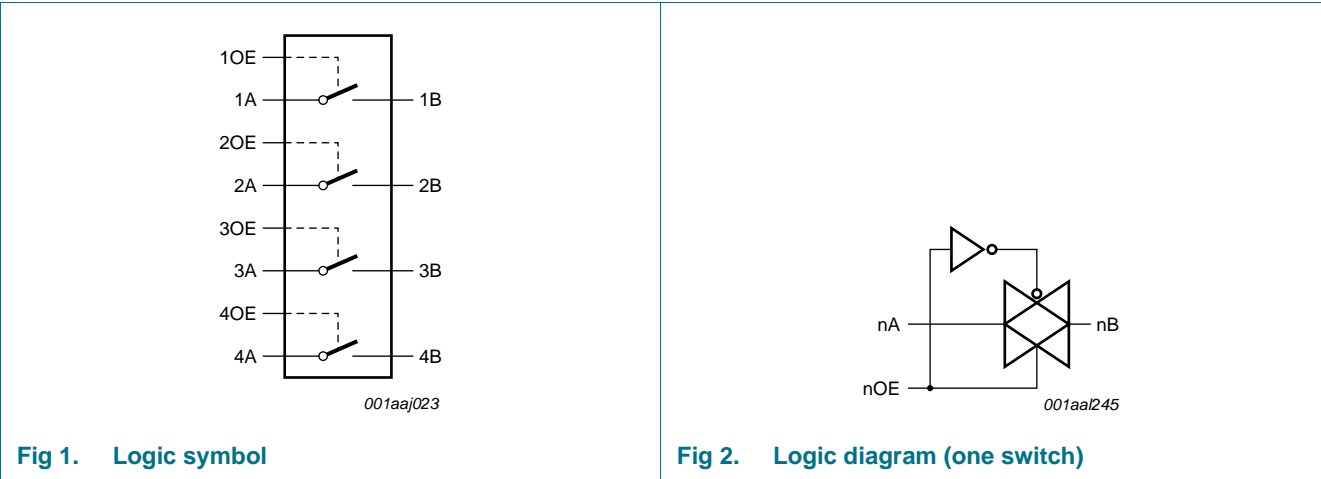 1OE
1A
1B
2OE
2A
2B
3OE
3A
3B
4OE
4A
4B
001aaj023
Fig 1. Logic symbol
nA
nB
nOE
001aal245
Fig 2. Logic diagram (one switch)